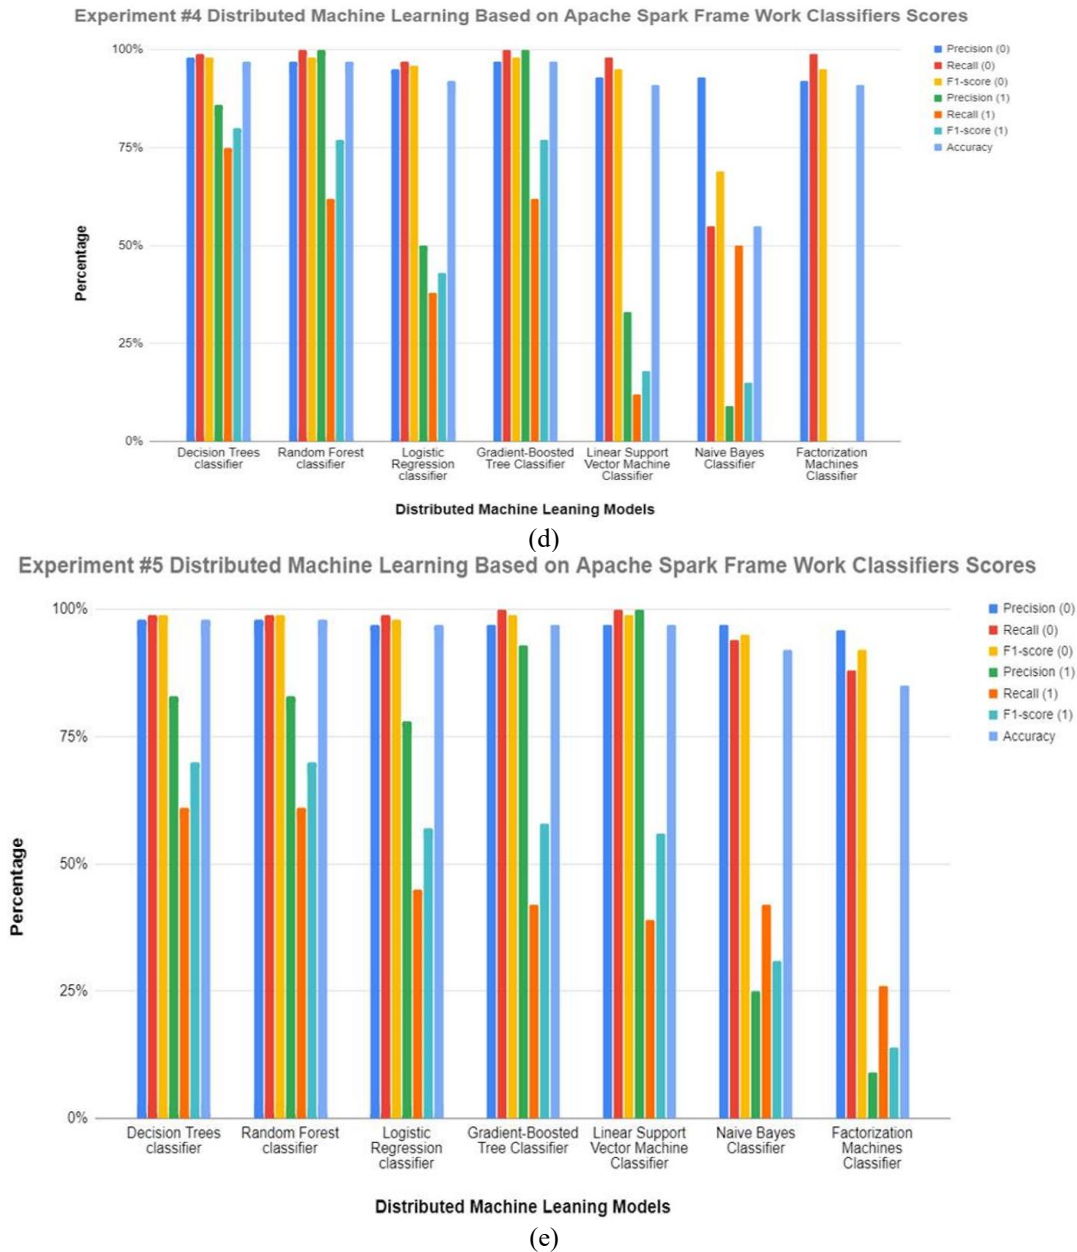 Experiment #4 Distributed Machine Learning Based on Apache Spark Frame Work Classifiers Scores
100%
75%
50%
25%
0%
Percentage
Precision (0)
Recall (0)
F1-score (0)
Precision (1)
Recall (1)
F1-score (1)
Accuracy
Decision Trees
classifier
Random Forest
classifier
Logistic
Regression
classifier
Gradient-Boosted
Tree Classifier
Linear Support
Vector Machine
Classifier
Naive Bayes
Classifier
Factorization
Machines
Classifier
Distributed Machine Leaning Models
(d)
Experiment #5 Distributed Machine Learning Based on Apache Spark Frame Work Classifiers Scores
100%
75%
50%
25%
0%
Percentage
Precision (0)
Recall (0)
F1-score (0)
Precision (1)
Recall (1)
F1-score (1)
Accuracy
Decision Trees
classifier
Random Forest
classifier
Logistic
Regression
classifier
Gradient-Boosted
Tree Classifier
Linear Support
Vector Machine
Classifier
Naive Bayes
Classifier
Factorization
Machines
Classifier
Distributed Machine Leaning Models
(e)